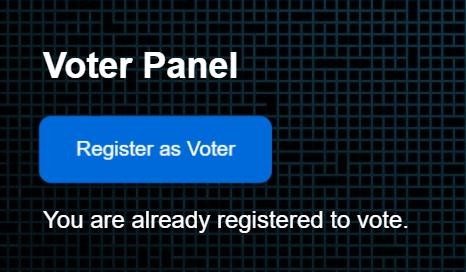 Voter Panel
Register as Voter
You are already registered to vote.